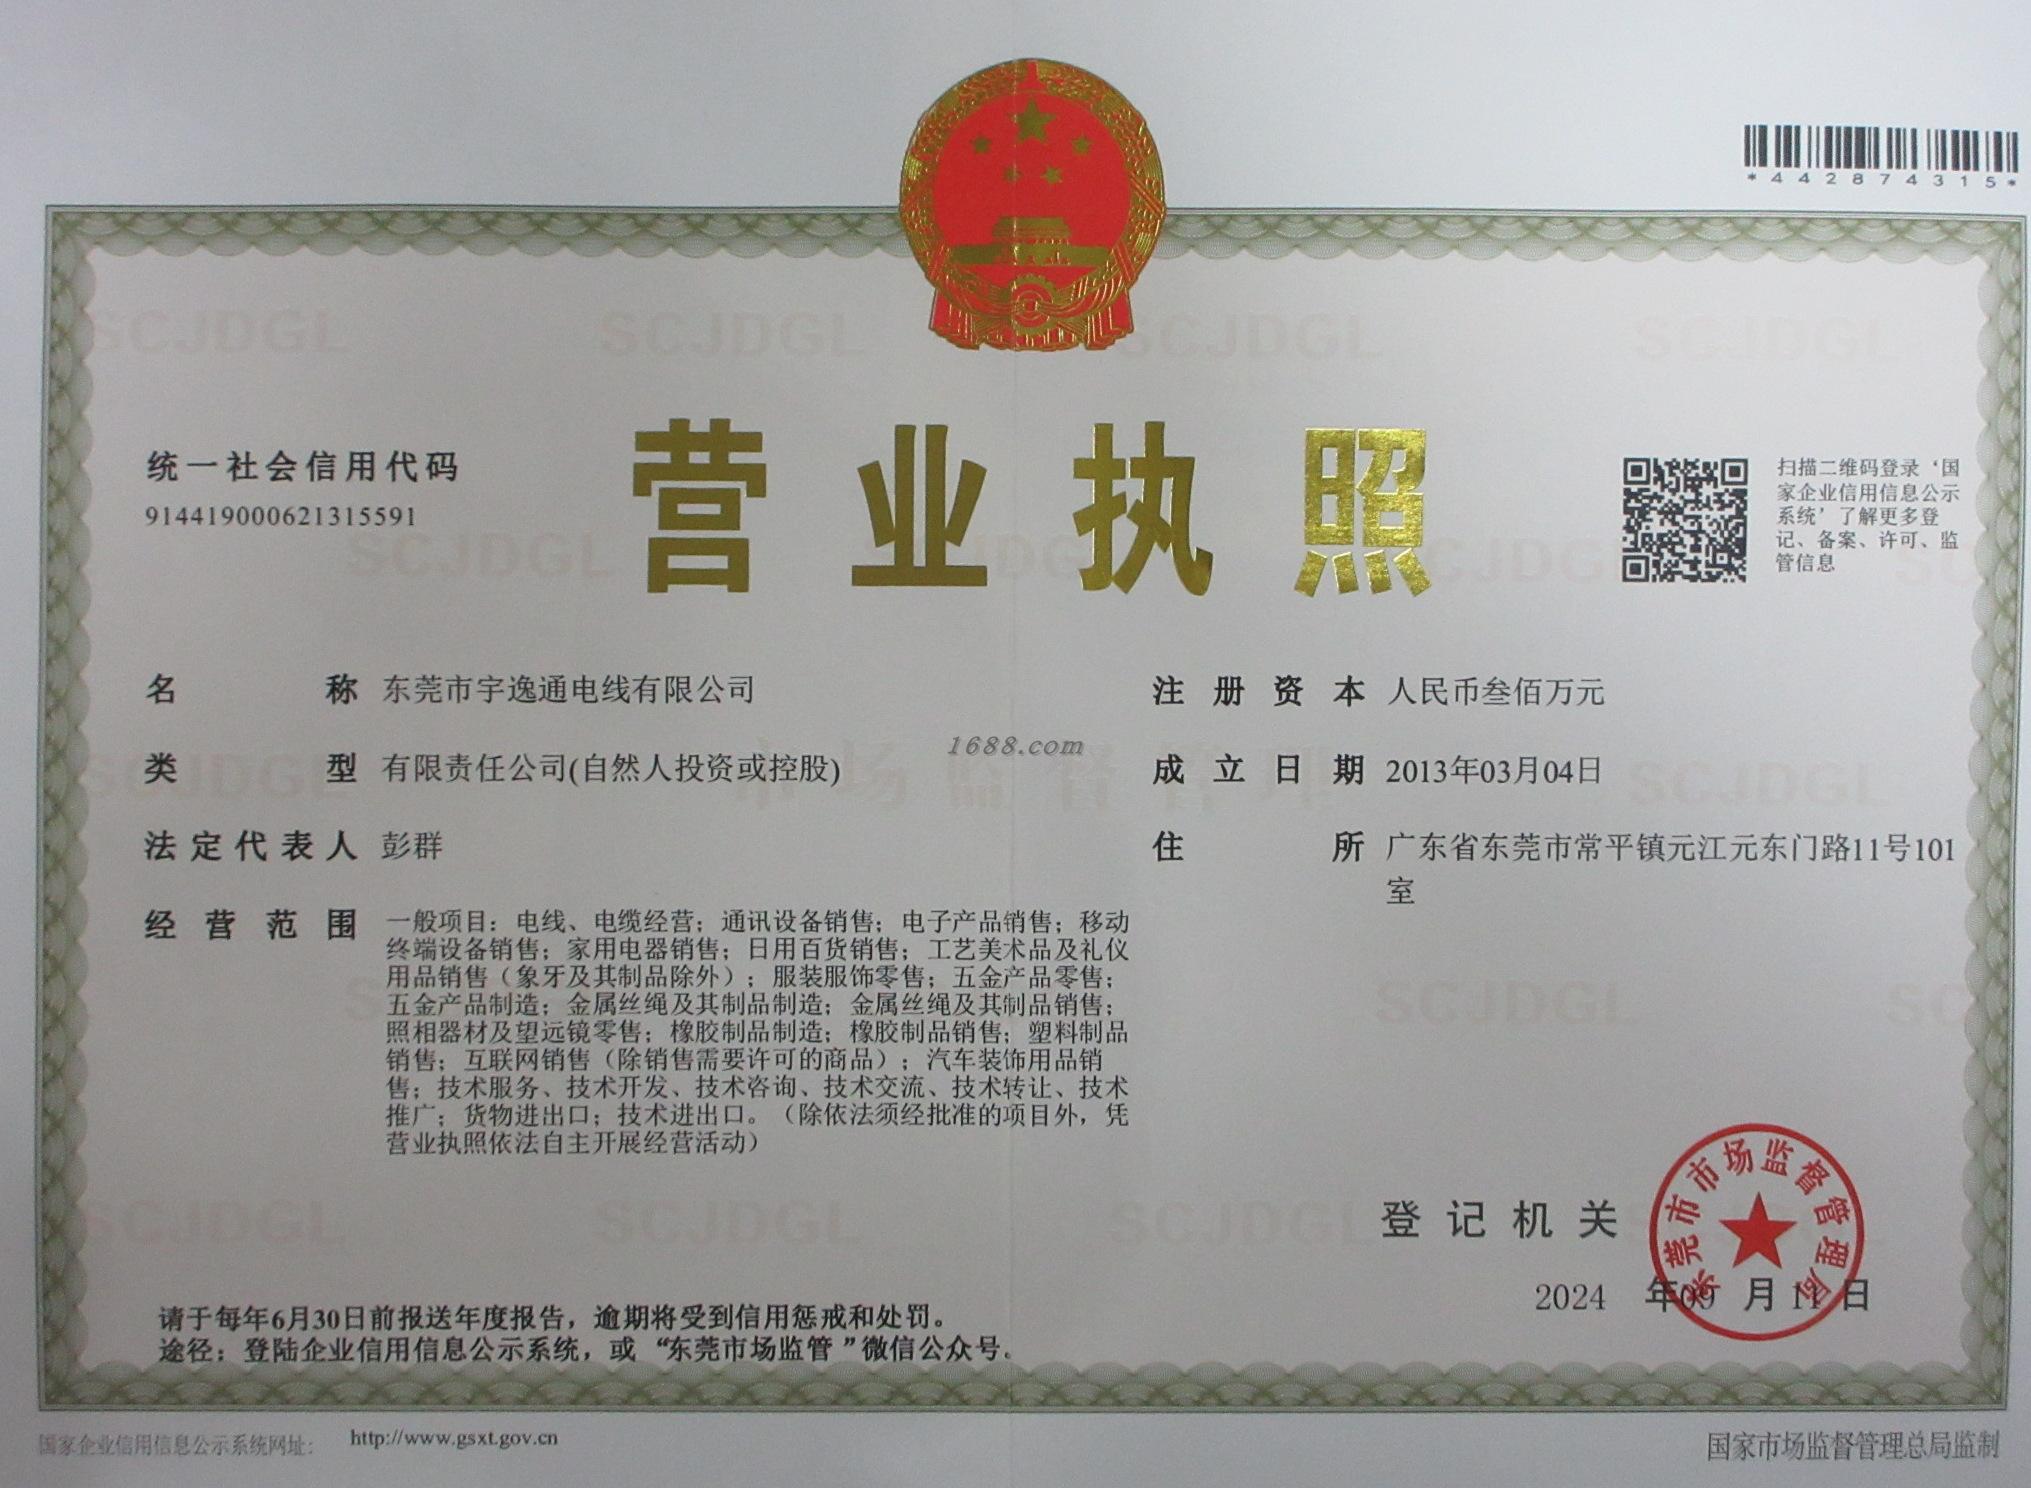 *442874315*
统一社会信用代码
914419000621315591
营业执照
扫描二维码登录‘国
家企业信用信息公示
系统’了解更多登
记、备案、许可、监
管信息
名称 东莞市宇逸通电线有限公司
类型 有限责任公司(自然人投资或控股)
法定代表人 彭群
经营范围 一般项目：电线、电缆经营；通讯设备销售；电子产品销售；移动
终端设备销售；家用电器销售；日用百货销售；工艺美术品及礼仪
用品销售（象牙及其制品除外）；服装服饰零售；五金产品零售；
五金产品制造；金属丝绳及其制品制造；金属丝绳及其制品销售；
照相器材及望远镜零售；橡胶制品制造；橡胶制品销售；塑料制品
销售；互联网销售（除销售需要许可的商品）；汽车装饰用品销
售；技术服务、技术开发、技术咨询、技术交流、技术转让、技术
推广；货物进出口；技术进出口。（除依法须经批准的项目外，凭
营业执照依法自主开展经营活动）
注册资本 人民币叁佰万元
成立日期 2013年03月04日
住所 广东省东莞市常平镇元江元东门路11号101
室
1688.com
市场监督管理
SCJDGL
登记机关
东莞市市场监督管理局
2024 年09 月11日
请于每年6月30日前报送年度报告，逾期将受到信用惩戒和处罚。
途径：登陆企业信用信息公示系统，或“东莞市场监管”微信公众号。
国家企业信用信息公示系统网址： http://www.gsxt.gov.cn
国家市场监督管理总局监制